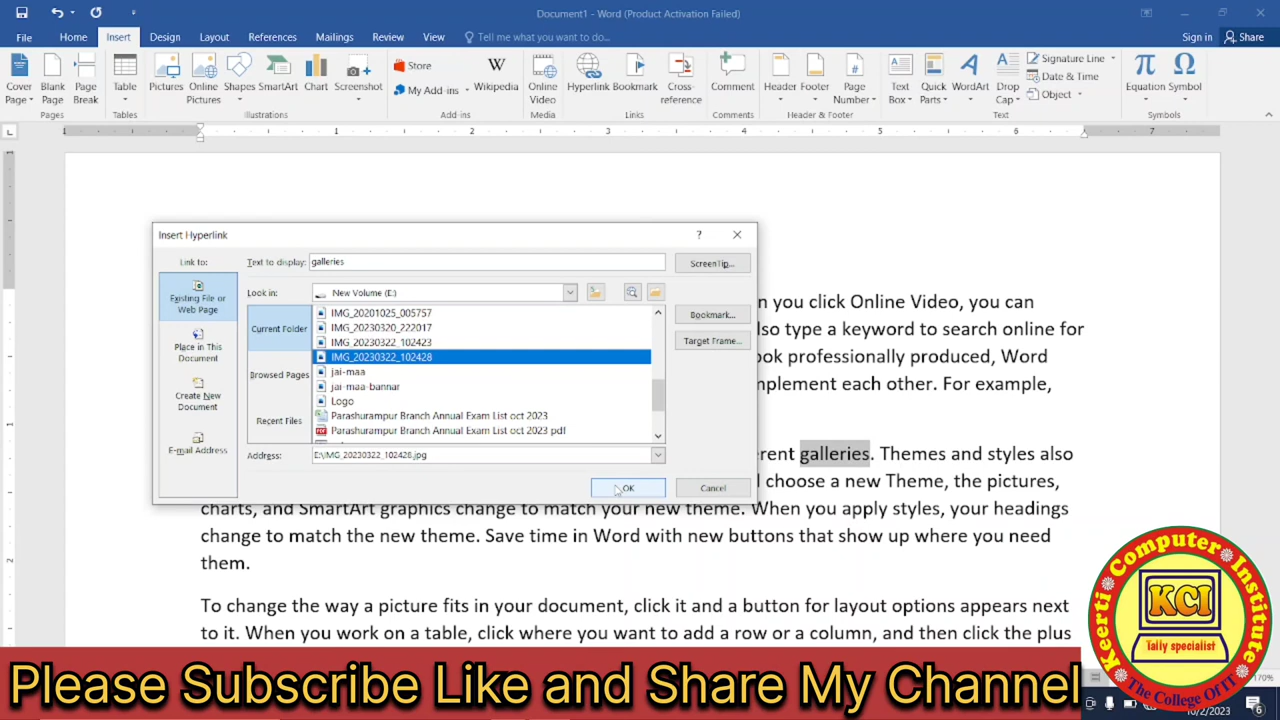 Document1 - Word (Product Activation Failed)
File Home Insert Design Layout References Mailings Review View Tell me what you want to do... Sign in Share
Cover Page Blank Page Page Break
Table
Pictures Online Pictures Shapes SmartArt Chart Screenshot
Store
My Add-ins
W
Wikipedia
Online Video
Hyperlink Bookmark Cross-reference
Comment
Header Footer Page Number
#
Text Box Quick Parts WordArt Drop Cap
Signature Line
Date & Time
Object
π Ω
Equation Symbol
Pages Tables Illustrations Add-ins Media Links Comments Header & Footer Text Symbols
1 1 2 3 4 5 6 7
Insert Hyperlink ?
Link to:
Text to display: galleries
ScreenTip...
Existing File or Web Page
Look in: New Volume (E:)
Current Folder
IMG_20201025_005757
Bookmark...
IMG_20230320_222017
IMG_20230322_102423
Target Frame...
Place in This Document
IMG_20230322_102428
jai-maa
Browsed Pages
jai-maa-bannar
Create New Document
Logo
Recent Files
Parashurampur Branch Annual Exam List oct 2023
Parashurampur Branch Annual Exam List oct 2023 pdf
E-mail Address
Address: E:\IMG_20230322_102428.jpg
OK Cancel
n you click Online Video, you can
lso type a keyword to search online for
ook professionally produced, Word
mplement each other. For example,
erent galleries. Themes and styles also
choose a new Theme, the pictures,
charts, and SmartArt graphics change to match your new theme. When you apply styles, your headings
change to match the new theme. Save time in Word with new buttons that show up where you need
them.
To change the way a picture fits in your document, click it and a button for layout options appears next
to it. When you work on a table, click where you want to add a row or a column, and then click the plus
Please Subscribe Like and Share My Channel
Keerti Computer Institute
KCI
Tally specialist
The College Of IT
170%
10/2/2023
6